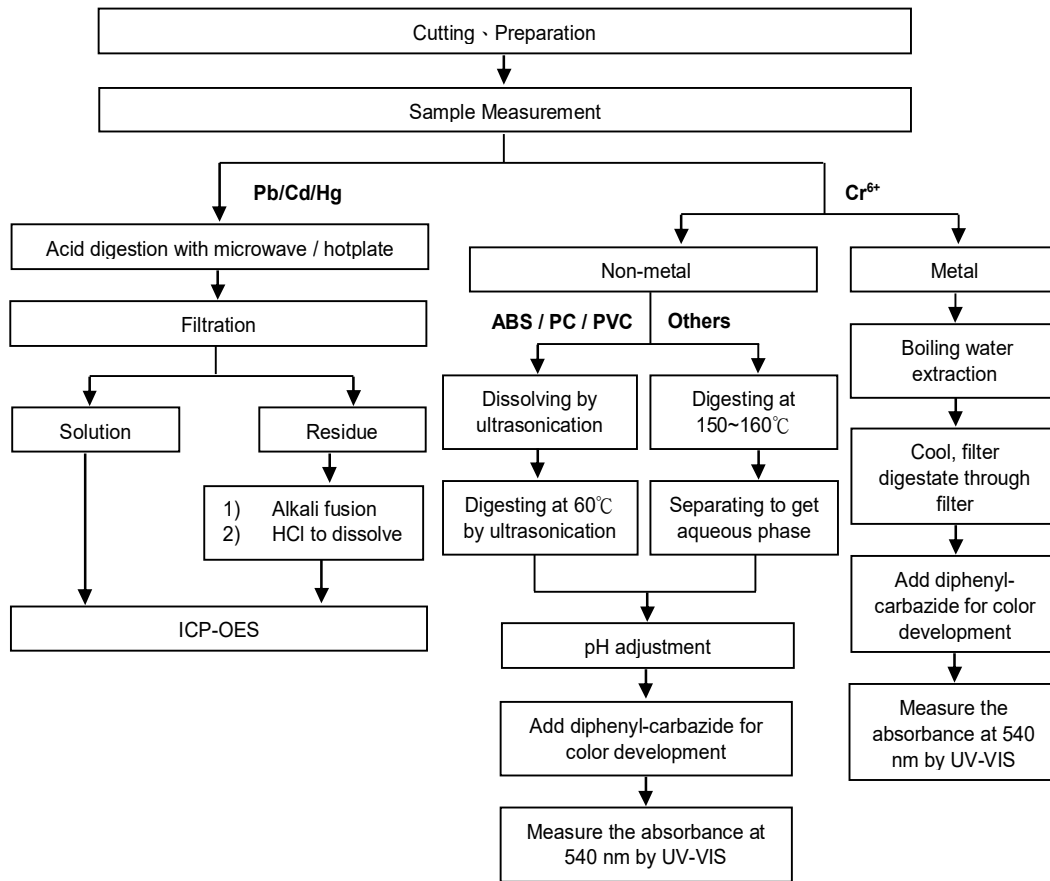 Cutting、Preparation
Sample Measurement
Pb/Cd/Hg
Acid digestion with microwave / hotplate
Filtration
Solution
Residue
1) Alkali fusion
2) HCl to dissolve
ICP-OES
Cr⁶⁺
Non-metal
ABS / PC / PVC
Others
Dissolving by
ultrasonication
Digesting at 60℃
by ultrasonication
Digesting at
150~160℃
Separating to get
aqueous phase
pH adjustment
Add diphenyl-carbazide for
color development
Measure the absorbance at
540 nm by UV-VIS
Metal
Boiling water
extraction
Cool, filter
digestate through
filter
Add diphenyl-
carbazide for color
development
Measure the
absorbance at 540
nm by UV-VIS